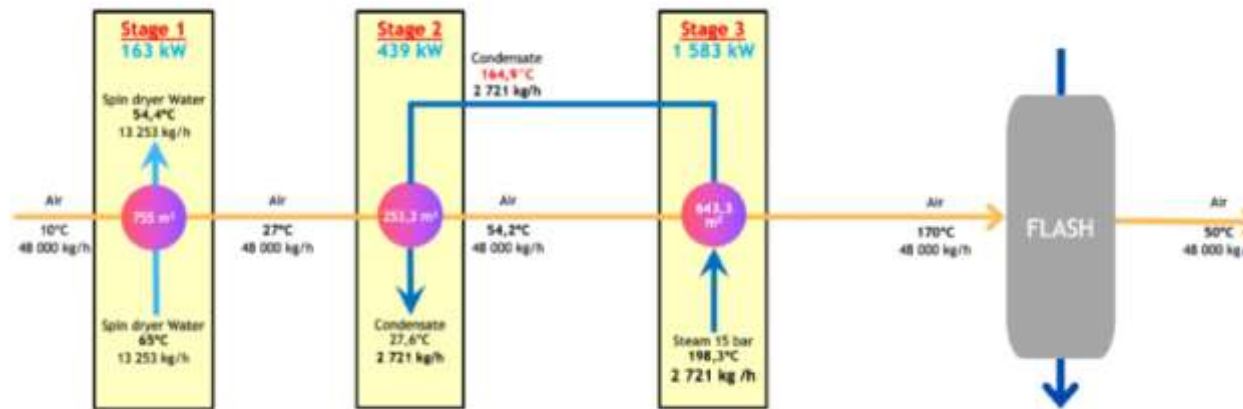 Stage 1
163 kW
Spin dryer Water
54,4°C
13 253 kg/h
Air
10°C
48 000 kg/h
755 m²
Spin dryer Water
65°C
13 253 kg/h
Air
27°C
48 000 kg/h
Stage 2
439 kW
Condensate
164,9°C
2 721 kg/h
253,3 m²
Condensate
27,6°C
2 721 kg/h
Air
54,2°C
48 000 kg/h
Stage 3
1 583 kW
643,3
m²
Steam 15 bar
198,3°C
2 721 kg /h
Air
170°C
48 000 kg/h
FLASH
Air
50°C
48 000 kg/